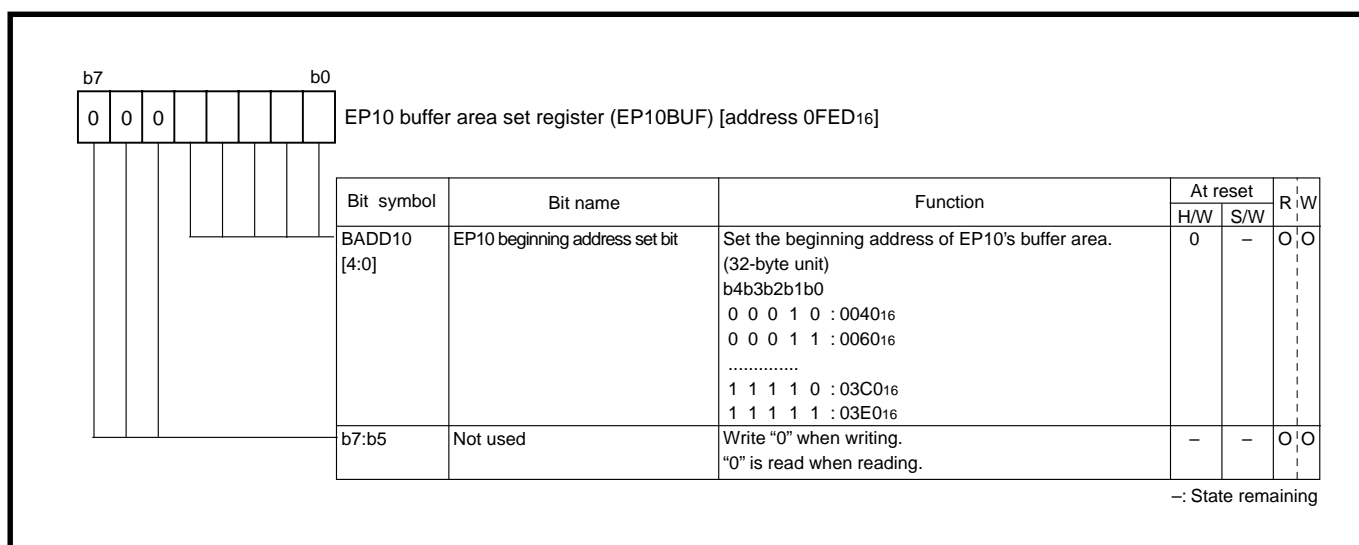 b7 b0
0 0 0
EP10 buffer area set register (EP10BUF) [address 0FED16]
Bit symbol Bit name Function At reset R W
H/W S/W
BADD10 EP10 beginning address set bit Set the beginning address of EP10's buffer area. 0 – O O
[4:0] (32-byte unit)
b4b3b2b1b0
0 0 0 1 0 : 004016
0 0 0 1 1 : 006016
..............
1 1 1 1 0 : 03C016
1 1 1 1 1 : 03E016
b7:b5 Not used Write “0” when writing. – – O O
“0” is read when reading.
–: State remaining